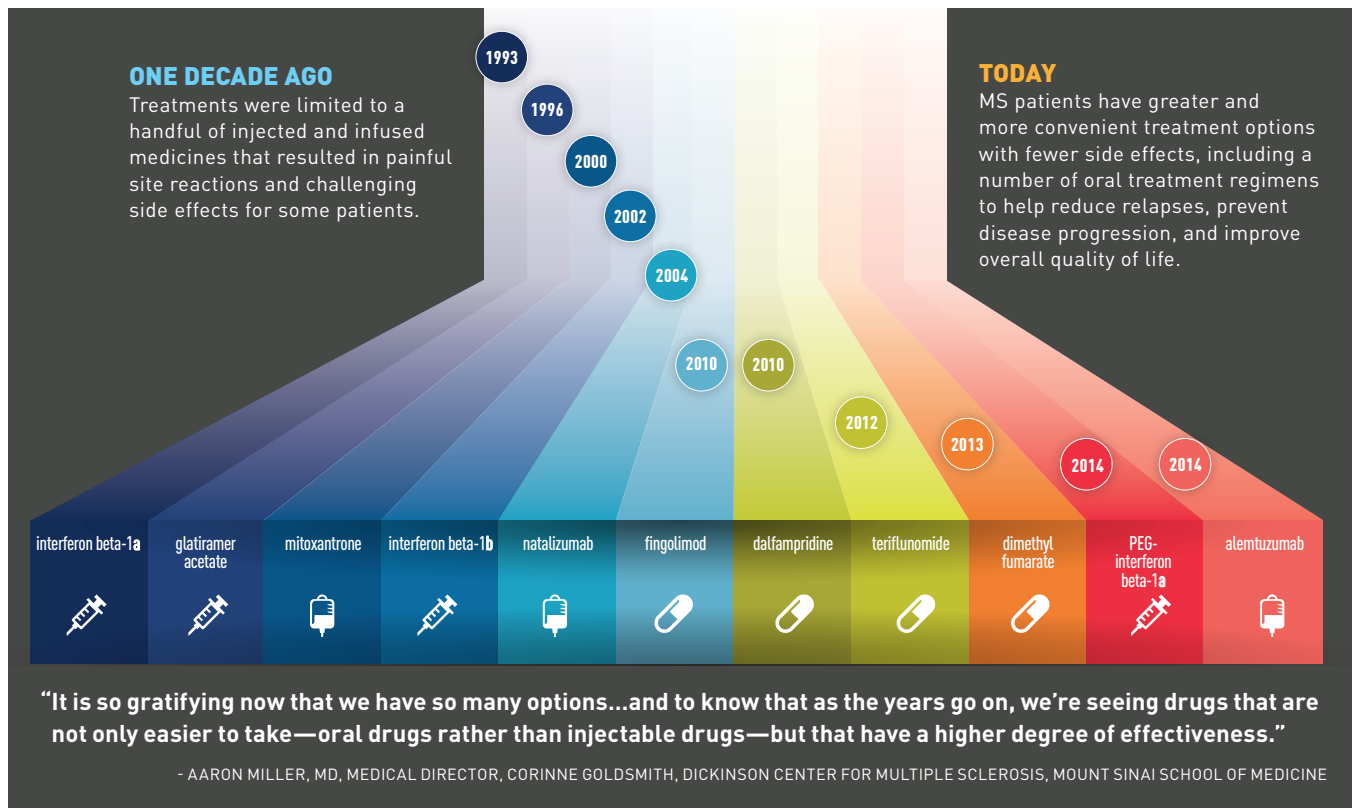 ONE DECADE AGO
Treatments were limited to a
handful of injected and infused
medicines that resulted in painful
site reactions and challenging
side effects for some patients.
1993
1996
2000
2002
2004
2010
2010
2012
2013
2014
2014
TODAY
MS patients have greater and
more convenient treatment options
with fewer side effects, including a
number of oral treatment regimens
to help reduce relapses, prevent
disease progression, and improve
overall quality of life.
interferon beta-1a
glatiramer
acetate
mitoxantrone
interferon beta-1b
natalizumab
fingolimod
dalfampridine
teriflunomide
dimethyl
fumarate
PEG-
interferon
beta-1a
alemtuzumab
“It is so gratifying now that we have so many options...and to know that as the years go on, we’re seeing drugs that are
not only easier to take—oral drugs rather than injectable drugs—but that have a higher degree of effectiveness.”
- AARON MILLER, MD, MEDICAL DIRECTOR, CORINNE GOLDSMITH, DICKINSON CENTER FOR MULTIPLE SCLEROSIS, MOUNT SINAI SCHOOL OF MEDICINE